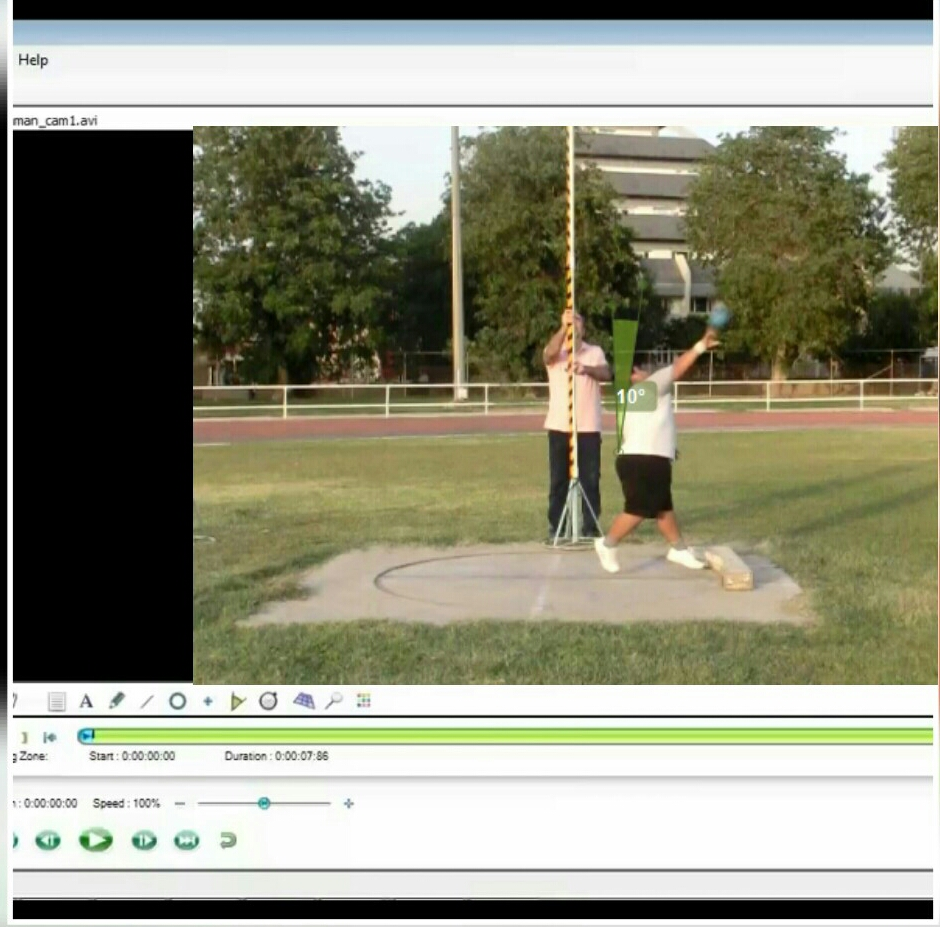 Help
man_cam1.avi
10°
A
Zone: Start : 0:00:00:00 Duration : 0:00:07:86
: 0:00:00:00 Speed : 100%